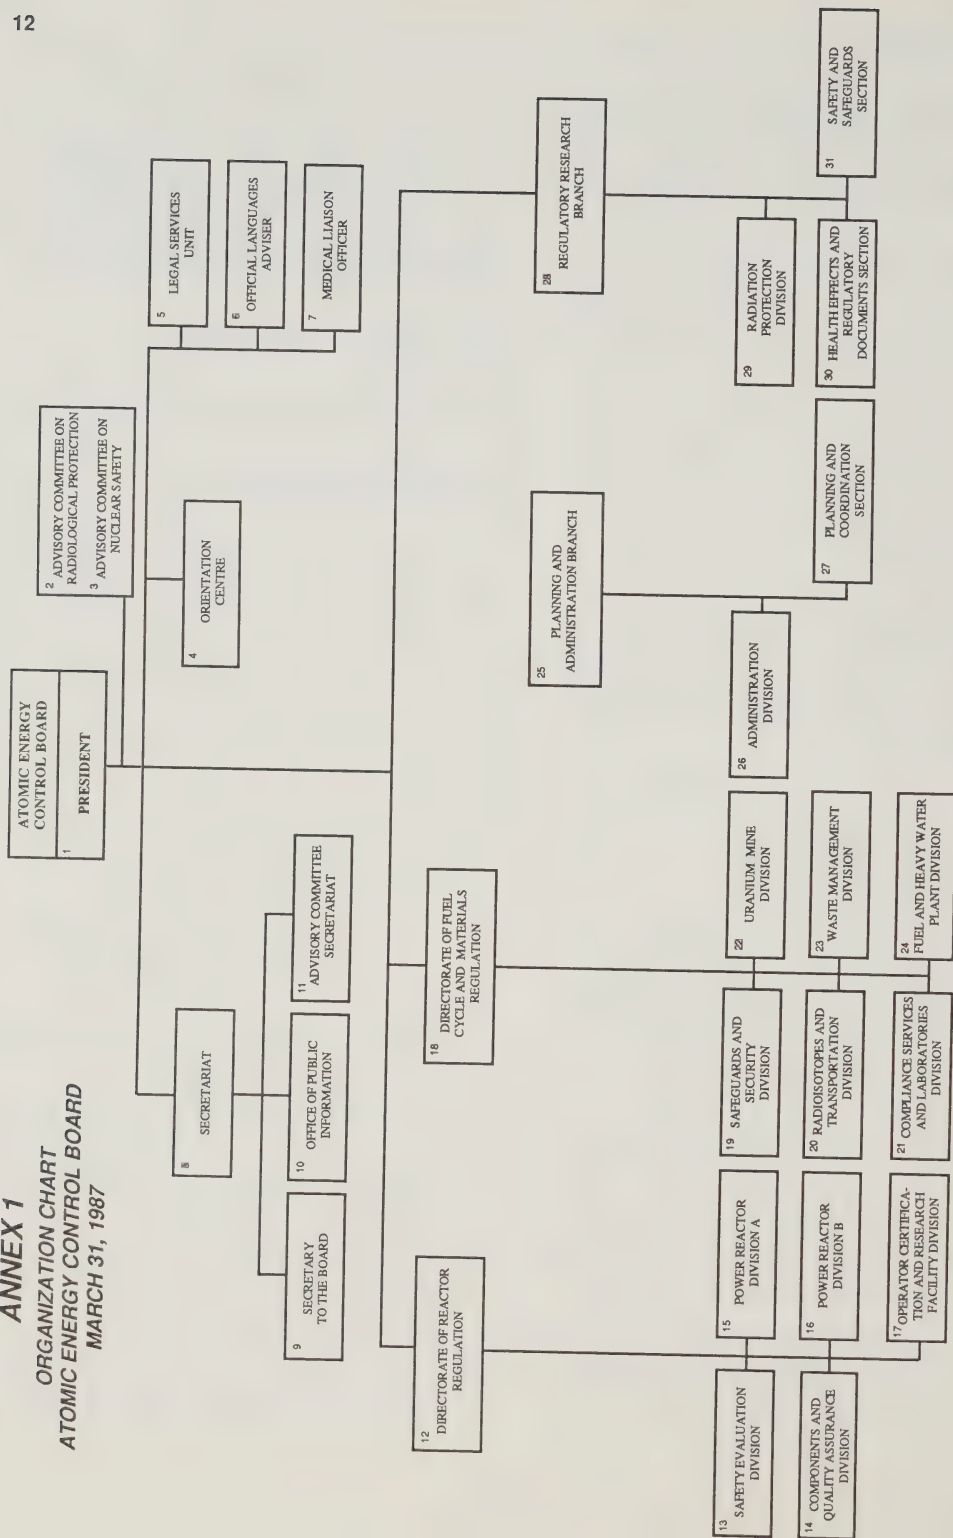 12
ANNEX 1
ORGANIZATION CHART
ATOMIC ENERGY CONTROL BOARD
MARCH 31, 1987
ATOMIC ENERGY
CONTROL BOARD
1
PRESIDENT
2 ADVISORY COMMITTEE ON
RADIOLOGICAL PROTECTION
3 ADVISORY COMMITTEE ON
NUCLEAR SAFETY
4
ORIENTATION
CENTRE
5
LEGAL SERVICES
UNIT
6
OFFICIAL LANGUAGES
ADVISER
7
MEDICAL LIAISON
OFFICER
8
SECRETARIAT
9
SECRETARY
TO THE BOARD
10
OFFICE OF PUBLIC
INFORMATION
11
ADVISORY COMMITTEE
SECRETARIAT
12
DIRECTORATE OF REACTOR
REGULATION
13
SAFETY EVALUATION
DIVISION
14
COMPONENTS AND
QUALITY ASSURANCE
DIVISION
15
POWER REACTOR
DIVISION A
16
POWER REACTOR
DIVISION B
17 OPERATOR CERTIFICA-
TION AND RESEARCH
FACILITY DIVISION
18
DIRECTORATE OF FUEL
CYCLE AND MATERIALS
REGULATION
19
SAFEGUARDS AND
SECURITY
DIVISION
20 RADIOISOTOPES AND
TRANSPORTATION
DIVISION
21 COMPLIANCE SERVICES
AND LABORATORIES
DIVISION
22
URANIUM MINE
DIVISION
23 WASTE MANAGEMENT
DIVISION
24
FUEL AND HEAVY WATER
PLANT DIVISION
25
PLANNING AND
ADMINISTRATION BRANCH
26
ADMINISTRATION
DIVISION
27
PLANNING AND
COORDINATION
SECTION
28
REGULATORY RESEARCH
BRANCH
29
RADIATION
PROTECTION
DIVISION
30 HEALTH EFFECTS AND
REGULATORY
DOCUMENTS SECTION
31
SAFETY AND
SAFEGUARDS
SECTION